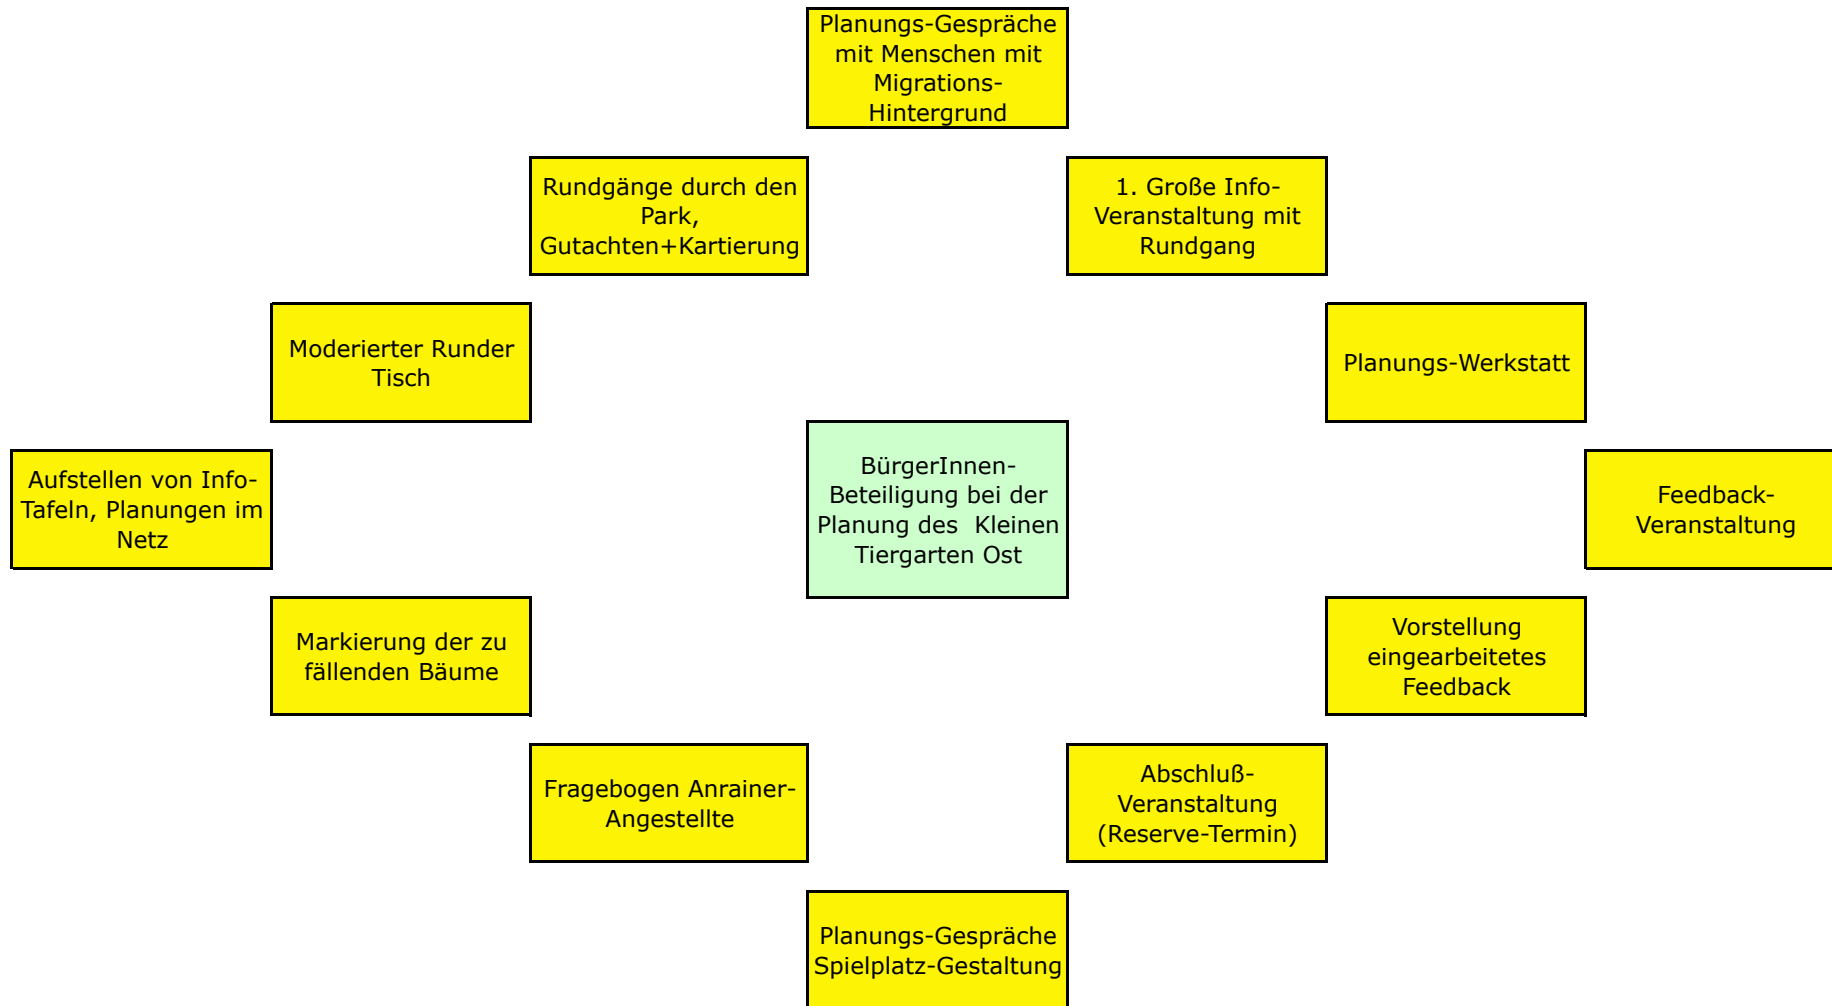 Planungs-Gespräche
mit Menschen mit
Migrations-
Hintergrund
Rundgänge durch den
Park,
Gutachten+Kartierung
1. Große Info-
Veranstaltung mit
Rundgang
Moderierter Runder
Tisch
Planungs-Werkstatt
Aufstellen von Info-
Tafeln, Planungen im
Netz
BürgerInnen-
Beteiligung bei der
Planung des  Kleinen
Tiergarten Ost
Feedback-
Veranstaltung
Markierung der zu
fällenden Bäume
Vorstellung
eingearbeitetes
Feedback
Fragebogen Anrainer-
Angestellte
Abschluß-
Veranstaltung
(Reserve-Termin)
Planungs-Gespräche
Spielplatz-Gestaltung